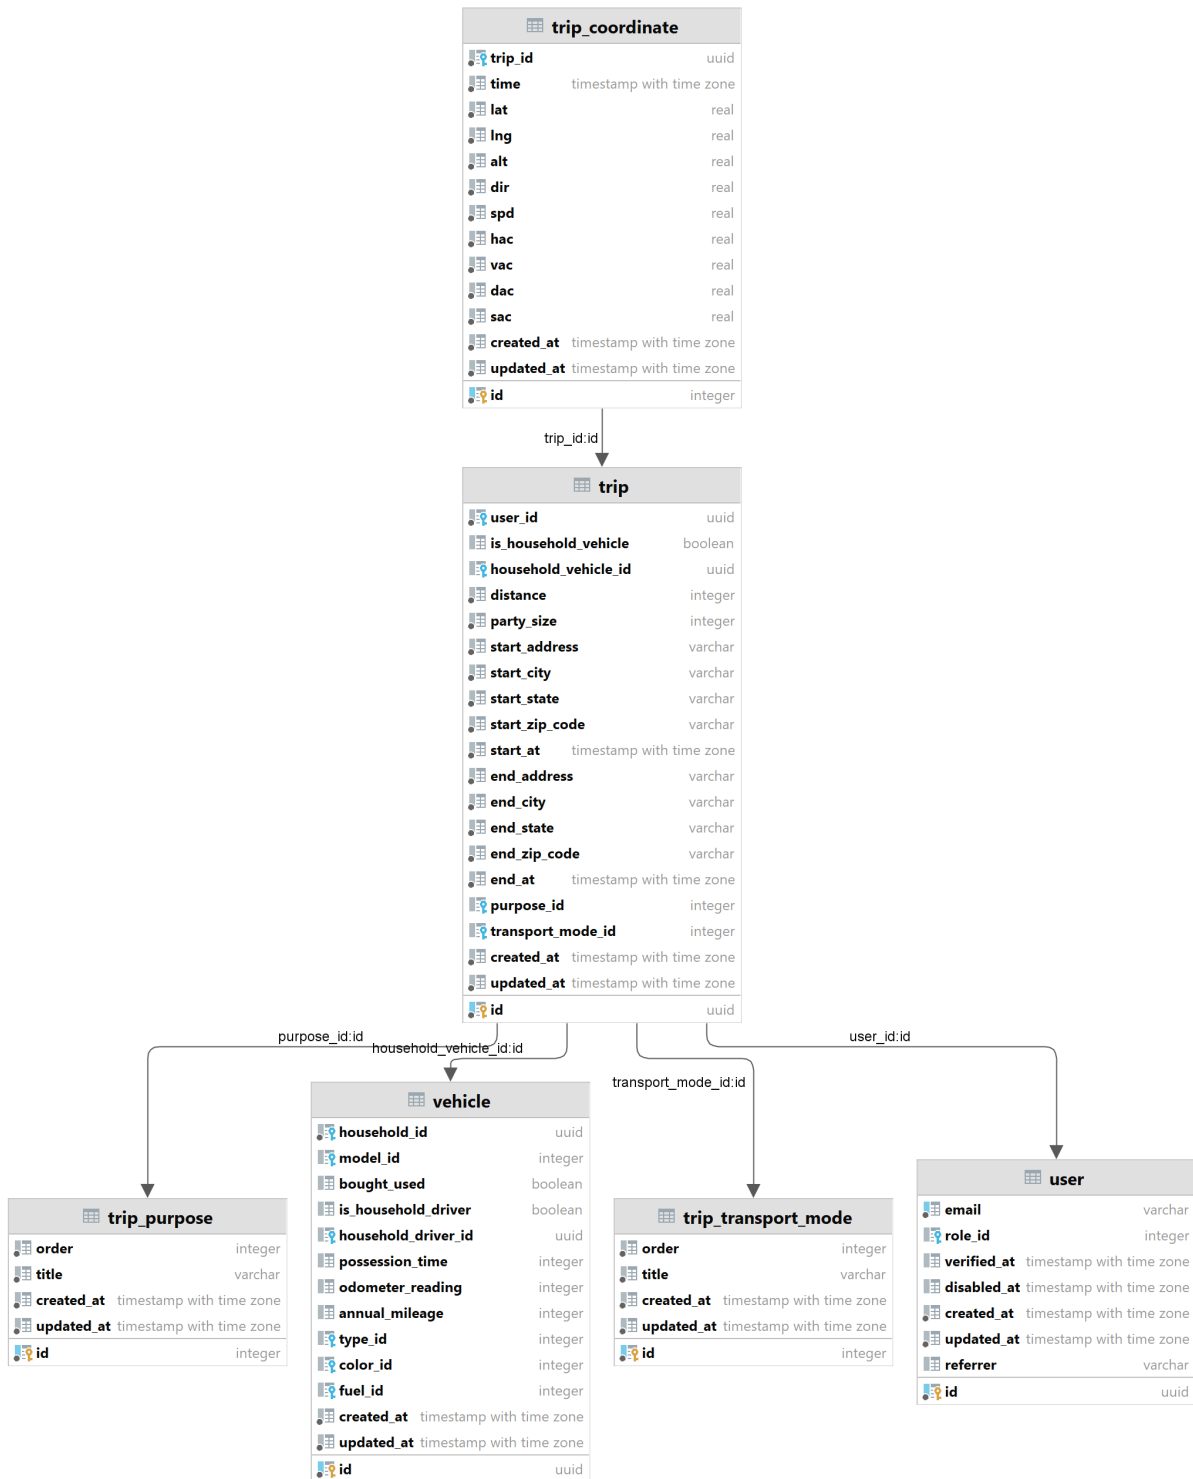 trip_coordinate
trip_id uuid
time timestamp with time zone
lat real
lng real
alt real
dir real
spd real
hac real
vac real
dac real
sac real
created_at timestamp with time zone
updated_at timestamp with time zone
id integer
trip_id:id
trip
user_id uuid
is_household_vehicle boolean
household_vehicle_id uuid
distance integer
party_size integer
start_address varchar
start_city varchar
start_state varchar
start_zip_code varchar
start_at timestamp with time zone
end_address varchar
end_city varchar
end_state varchar
end_zip_code varchar
end_at timestamp with time zone
purpose_id integer
transport_mode_id integer
created_at timestamp with time zone
updated_at timestamp with time zone
id uuid
purpose_id:id
household_vehicle_id:id
transport_mode_id:id
user_id:id
trip_purpose
order integer
title varchar
created_at timestamp with time zone
updated_at timestamp with time zone
id integer
vehicle
household_id uuid
model_id integer
bought_used boolean
is_household_driver boolean
household_driver_id uuid
possession_time integer
odometer_reading integer
annual_mileage integer
type_id integer
color_id integer
fuel_id integer
created_at timestamp with time zone
updated_at timestamp with time zone
id uuid
trip_transport_mode
order integer
title varchar
created_at timestamp with time zone
updated_at timestamp with time zone
id integer
user
email varchar
role_id integer
verified_at timestamp with time zone
disabled_at timestamp with time zone
created_at timestamp with time zone
updated_at timestamp with time zone
referrer varchar
id uuid